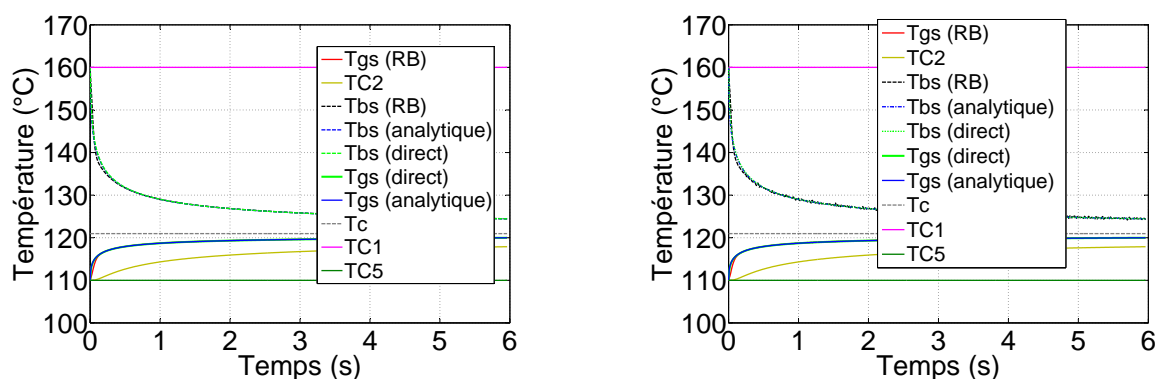 170
160
150
140
130
120
110
100
Température (°C)
0 1 2 3 4 5 6
Temps (s)
Tgs (RB)
TC2
Tbs (RB)
Tbs (analytique)
Tbs (direct)
Tgs (direct)
Tgs (analytique)
Tc
TC1
TC5
170
160
150
140
130
120
110
100
Température (°C)
0 1 2 3 4 5 6
Temps (s)
Tgs (RB)
TC2
Tbs (RB)
Tbs (analytique)
Tbs (direct)
Tgs (direct)
Tgs (analytique)
Tc
TC1
TC5